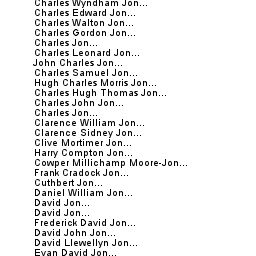 Charles Wyndham Jon...
Charles Edward Jon...
Charles Walton Jon...
Charles Gordon Jon...
Charles Jon...
Charles Leonard Jon...
John Charles Jon...
Charles Samuel Jon...
Hugh Charles Morris Jon...
Charles Hugh Thomas Jon...
Charles John Jon...
Charles Jon...
Clarence William Jon...
Clarence Sidney Jon...
Clive Mortimer Jon...
Harry Compton Jon...
Cowper Millichamp Moore-Jon...
Frank Cradock Jon...
Cuthbert Jon...
Daniel William Jon...
David Jon...
David Jon...
Frederick David Jon...
David John Jon...
David Llewellyn Jon...
Evan David Jon...